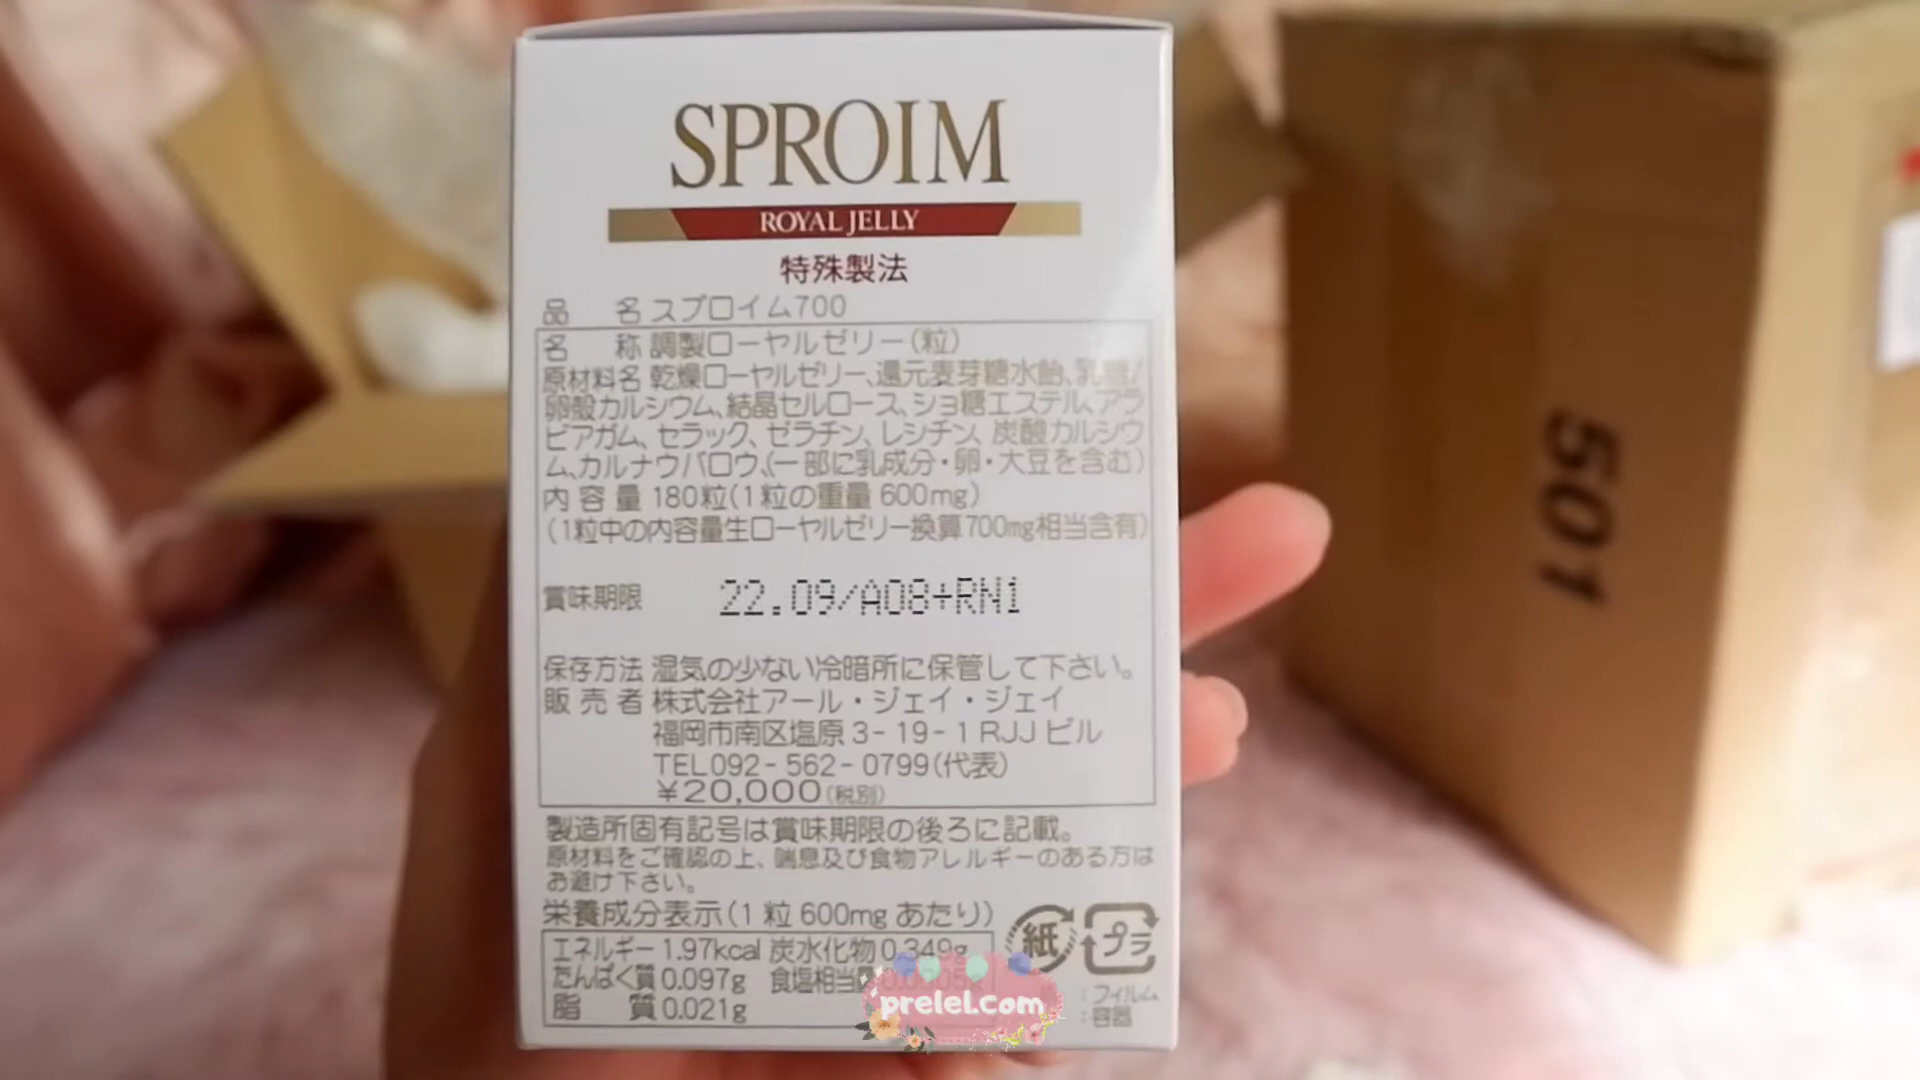 SPROIM
ROYAL JELLY
特殊製法
品 名 スプロイム700
名 称 調製ローヤルゼリー(粒)
原材料名 乾燥ローヤルゼリー、還元麦芽糖水飴、乳糖/
卵殻カルシウム、結晶セルロース、ショ糖エステル、アラ
ビアガム、セラック、ゼラチン、レシチン、炭酸カルシウ
ム、カルナウバロウ、(一部に乳成分・卵・大豆を含む)
内容量 180粒(1粒の重量 600mg)
(1粒中の内容量生ローヤルゼリー換算700mg相当含有)
賞味期限 22.09/A08+RN1
保存方法 湿気の少ない冷暗所に保管して下さい。
販売者 株式会社アール・ジェイ・ジェイ
福岡市南区塩原3-19-1 RJJビル
TEL092-562-0799(代表)
¥20,000(税別)
製造所固有記号は賞味期限の後ろに記載。
原材料をご確認の上、喘息及び食物アレルギーのある方は
お避け下さい。
栄養成分表示(1粒600mgあたり)
エネルギー 1.97kcal 炭水化物 0.349g
たんぱく質 0.097g 食塩相当
脂 質 0.021g
紙
プラ
:フィルム
:容器
prelel.com
501